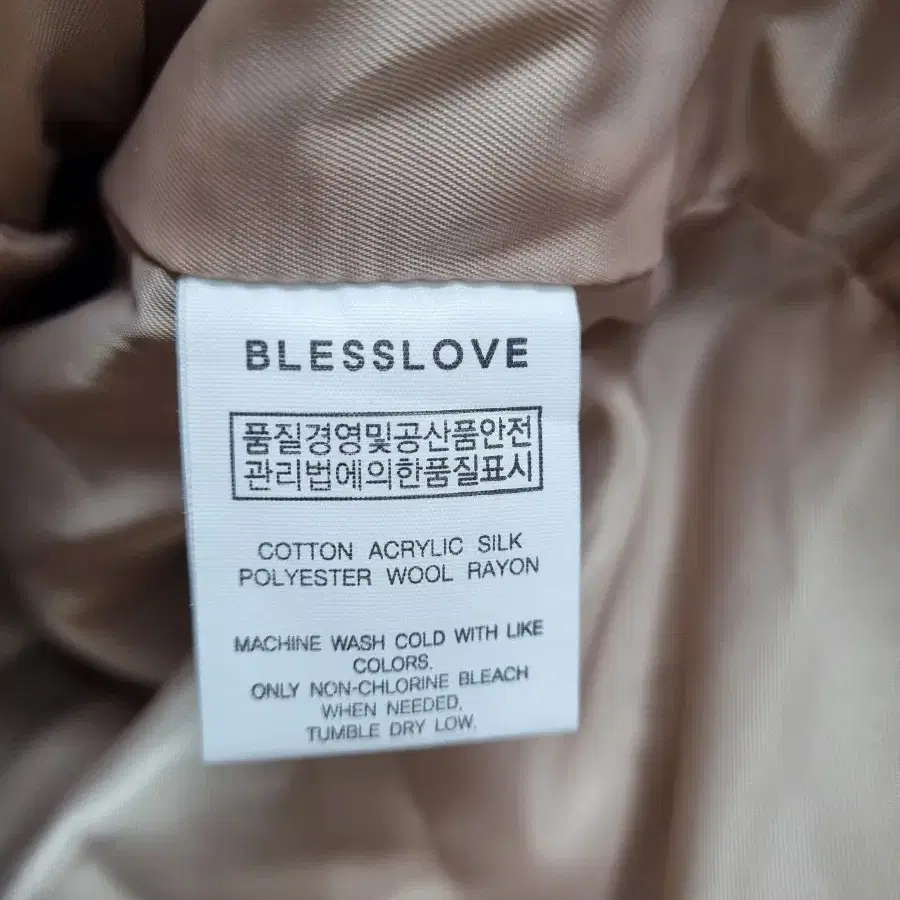 BLESSLOVE
품질경영및공산품안전
관리법에의한품질표시
COTTON ACRYLIC SILK
POLYESTER WOOL RAYON
MACHINE WASH COLD WITH LIKE
COLORS.
ONLY NON-CHLORINE BLEACH
WHEN NEEDED,
TUMBLE DRY LOW.